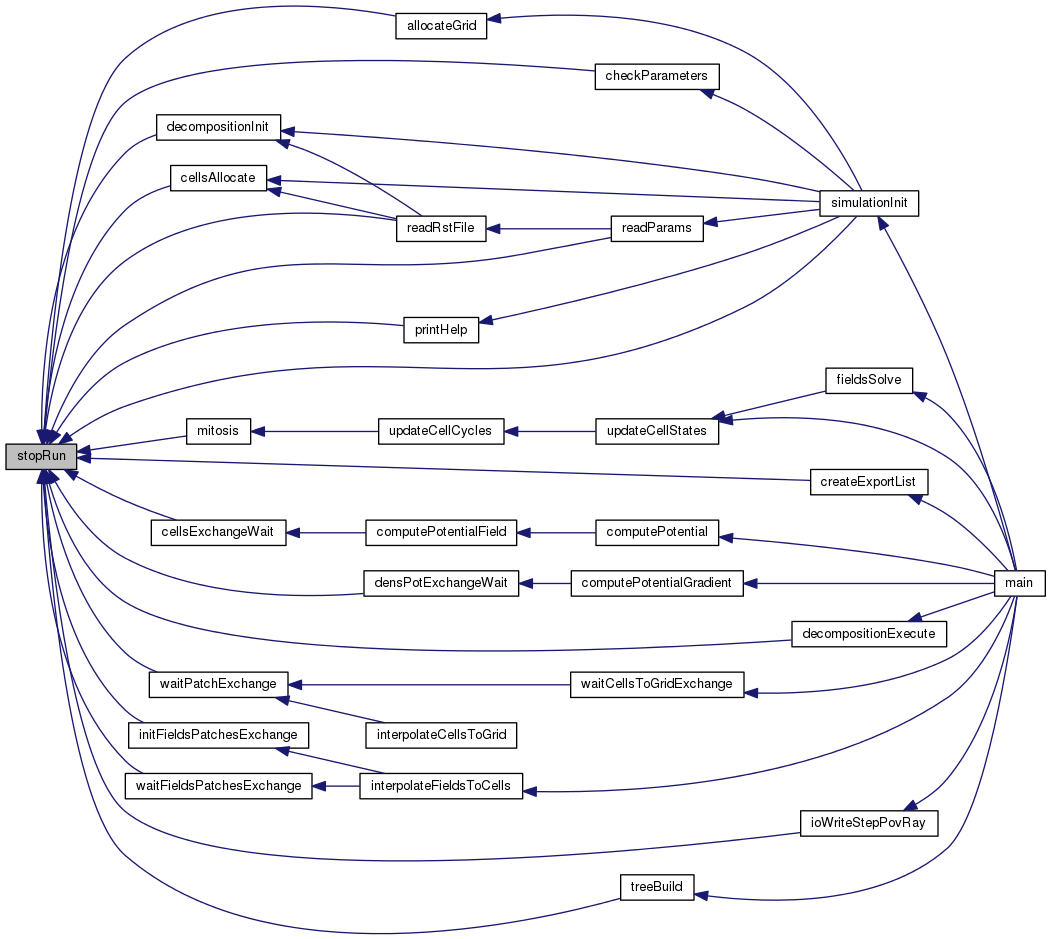 allocateGrid
checkParameters
decompositionInit
cellsAllocate
simulationInit
readRstFile
readParams
printHelp
fieldsSolve
mitosis
updateCellCycles
updateCellStates
stopRun
createExportList
cellsExchangeWait
computePotentialField
computePotential
densPotExchangeWait
computePotentialGradient
main
decompositionExecute
waitPatchExchange
waitCellsToGridExchange
initFieldsPatchesExchange
interpolateCellsToGrid
waitFieldsPatchesExchange
interpolateFieldsToCells
ioWriteStepPovRay
treeBuild